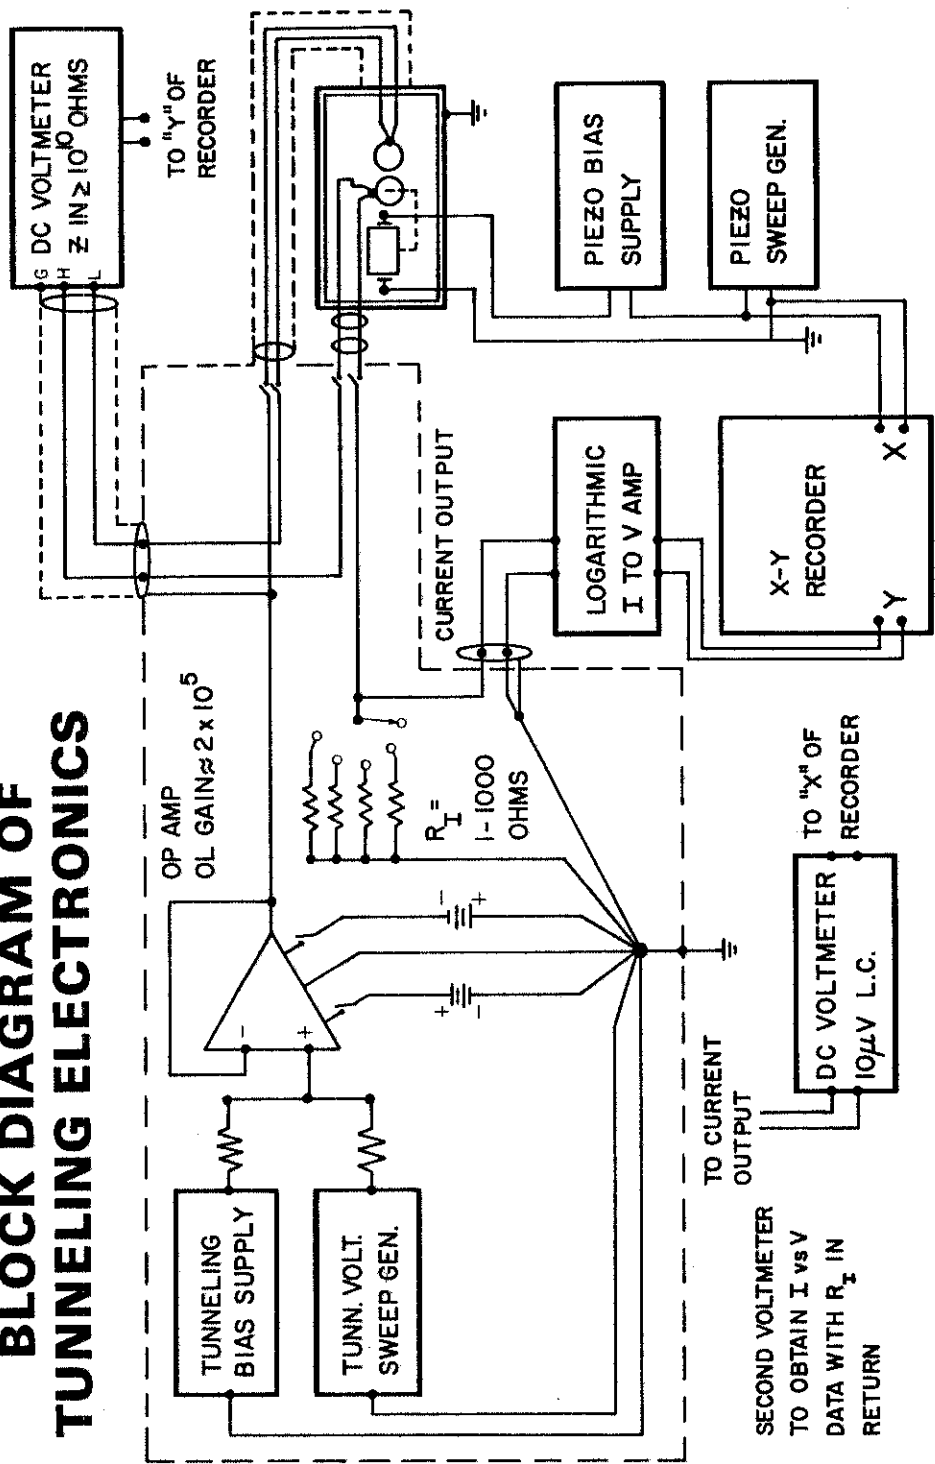 BLOCK DIAGRAM OF
TUNNELING ELECTRONICS
OP AMP
OL GAIN≈2 x 10⁵
G
H
L
DC VOLTMETER
Z IN ≥ 10¹⁰ OHMS
TO "Y" OF
RECORDER
TUNNELING
BIAS SUPPLY
TUNN. VOLT.
SWEEP GEN.
-
+
-
+
+
-
R_I =
1-1000
OHMS
CURRENT OUTPUT
LOGARITHMIC
I TO V AMP
PIEZO BIAS
SUPPLY
PIEZO
SWEEP GEN.
X-Y
RECORDER
Y
X
SECOND VOLTMETER
TO OBTAIN I vs V
DATA WITH R_I IN
RETURN
TO CURRENT
OUTPUT
DC VOLTMETER
10µV L.C.
TO "X" OF
RECORDER